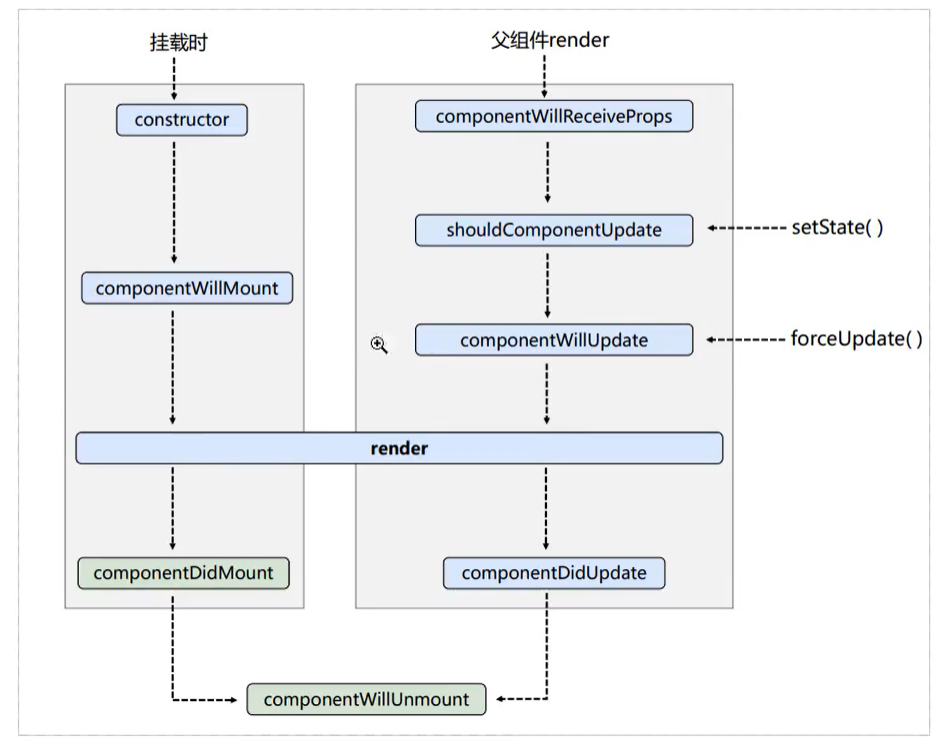 挂载时
父组件render
constructor
componentWillReceiveProps
shouldComponentUpdate
setState( )
componentWillMount
componentWillUpdate
forceUpdate( )
render
componentDidMount
componentDidUpdate
componentWillUnmount